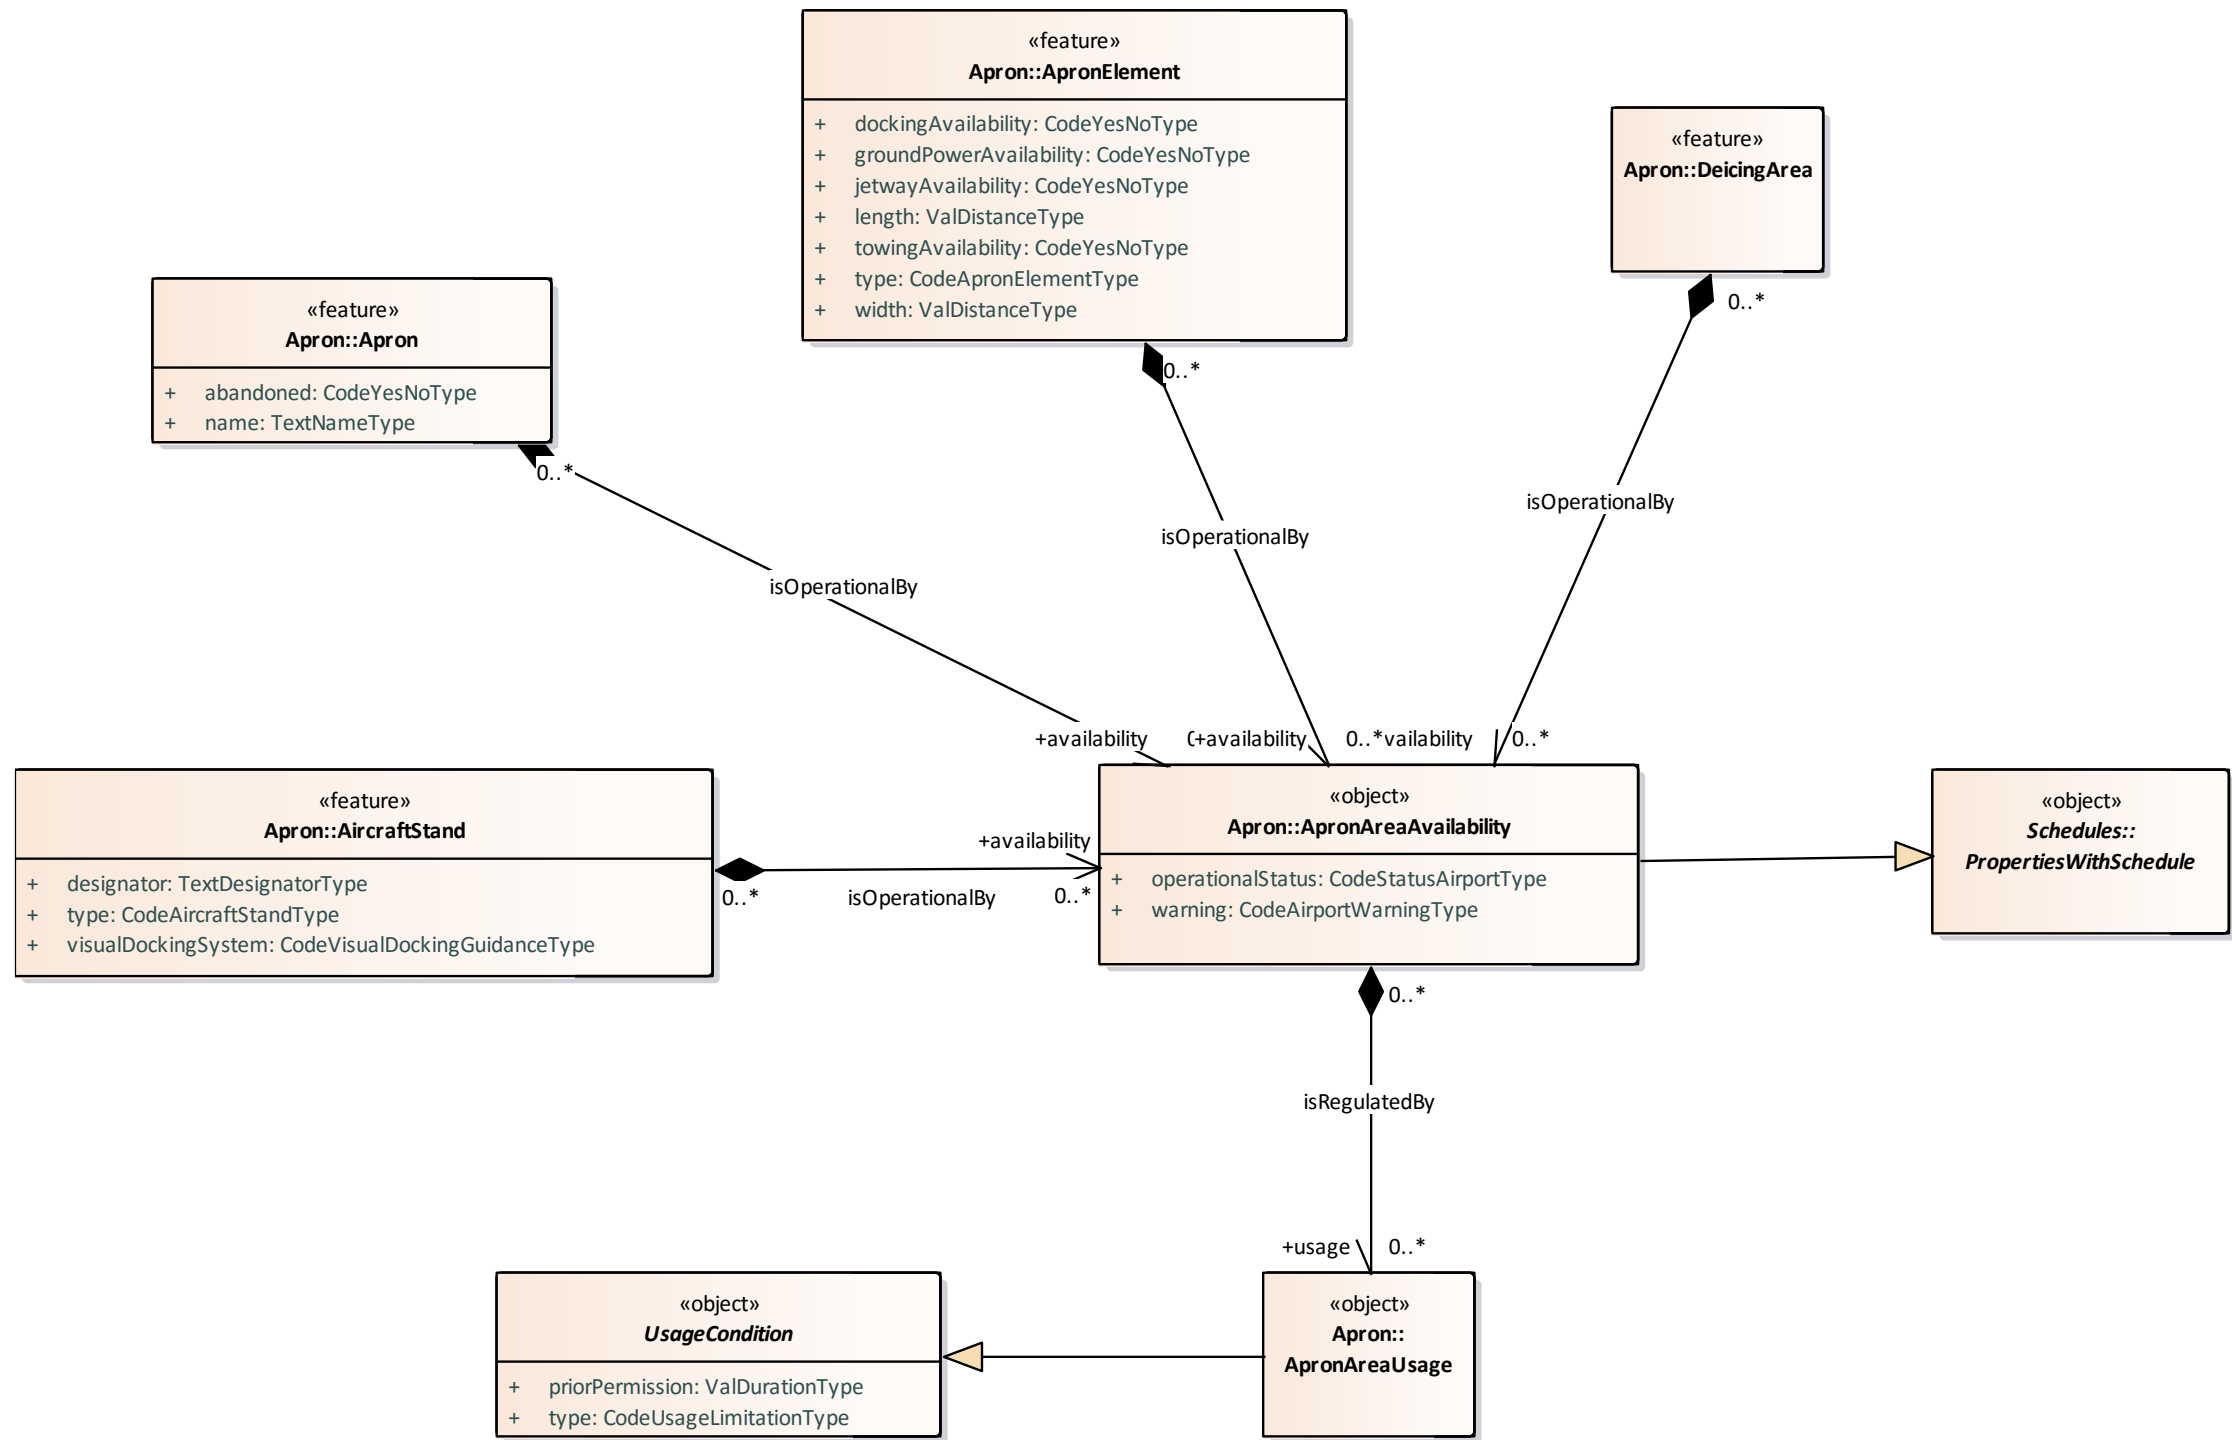 «feature»
Apron::ApronElement
+ dockingAvailability: CodeYesNoType
+ groundPowerAvailability: CodeYesNoType
+ jetwayAvailability: CodeYesNoType
+ length: ValDistanceType
+ towingAvailability: CodeYesNoType
+ type: CodeApronElementType
+ width: ValDistanceType
0..*
«feature»
Apron::DeicingArea
0..*
«feature»
Apron::Apron
+ abandoned: CodeYesNoType
+ name: TextNameType
0..*
isOperationalBy
isOperationalBy
isOperationalBy
+availability
+availability
0..*
vailability
0..*
«feature»
Apron::AircraftStand
+ designator: TextDesignatorType
+ type: CodeAircraftStandType
+ visualDockingSystem: CodeVisualDockingGuidanceType
0..*
isOperationalBy
+availability
0..*
«object»
Apron::ApronAreaAvailability
+ operationalStatus: CodeStatusAirportType
+ warning: CodeAirportWarningType
«object»
Schedules::
PropertiesWithSchedule
0..*
isRegulatedBy
+usage
0..*
«object»
UsageCondition
+ priorPermission: ValDurationType
+ type: CodeUsageLimitationType
«object»
Apron::
ApronAreaUsage